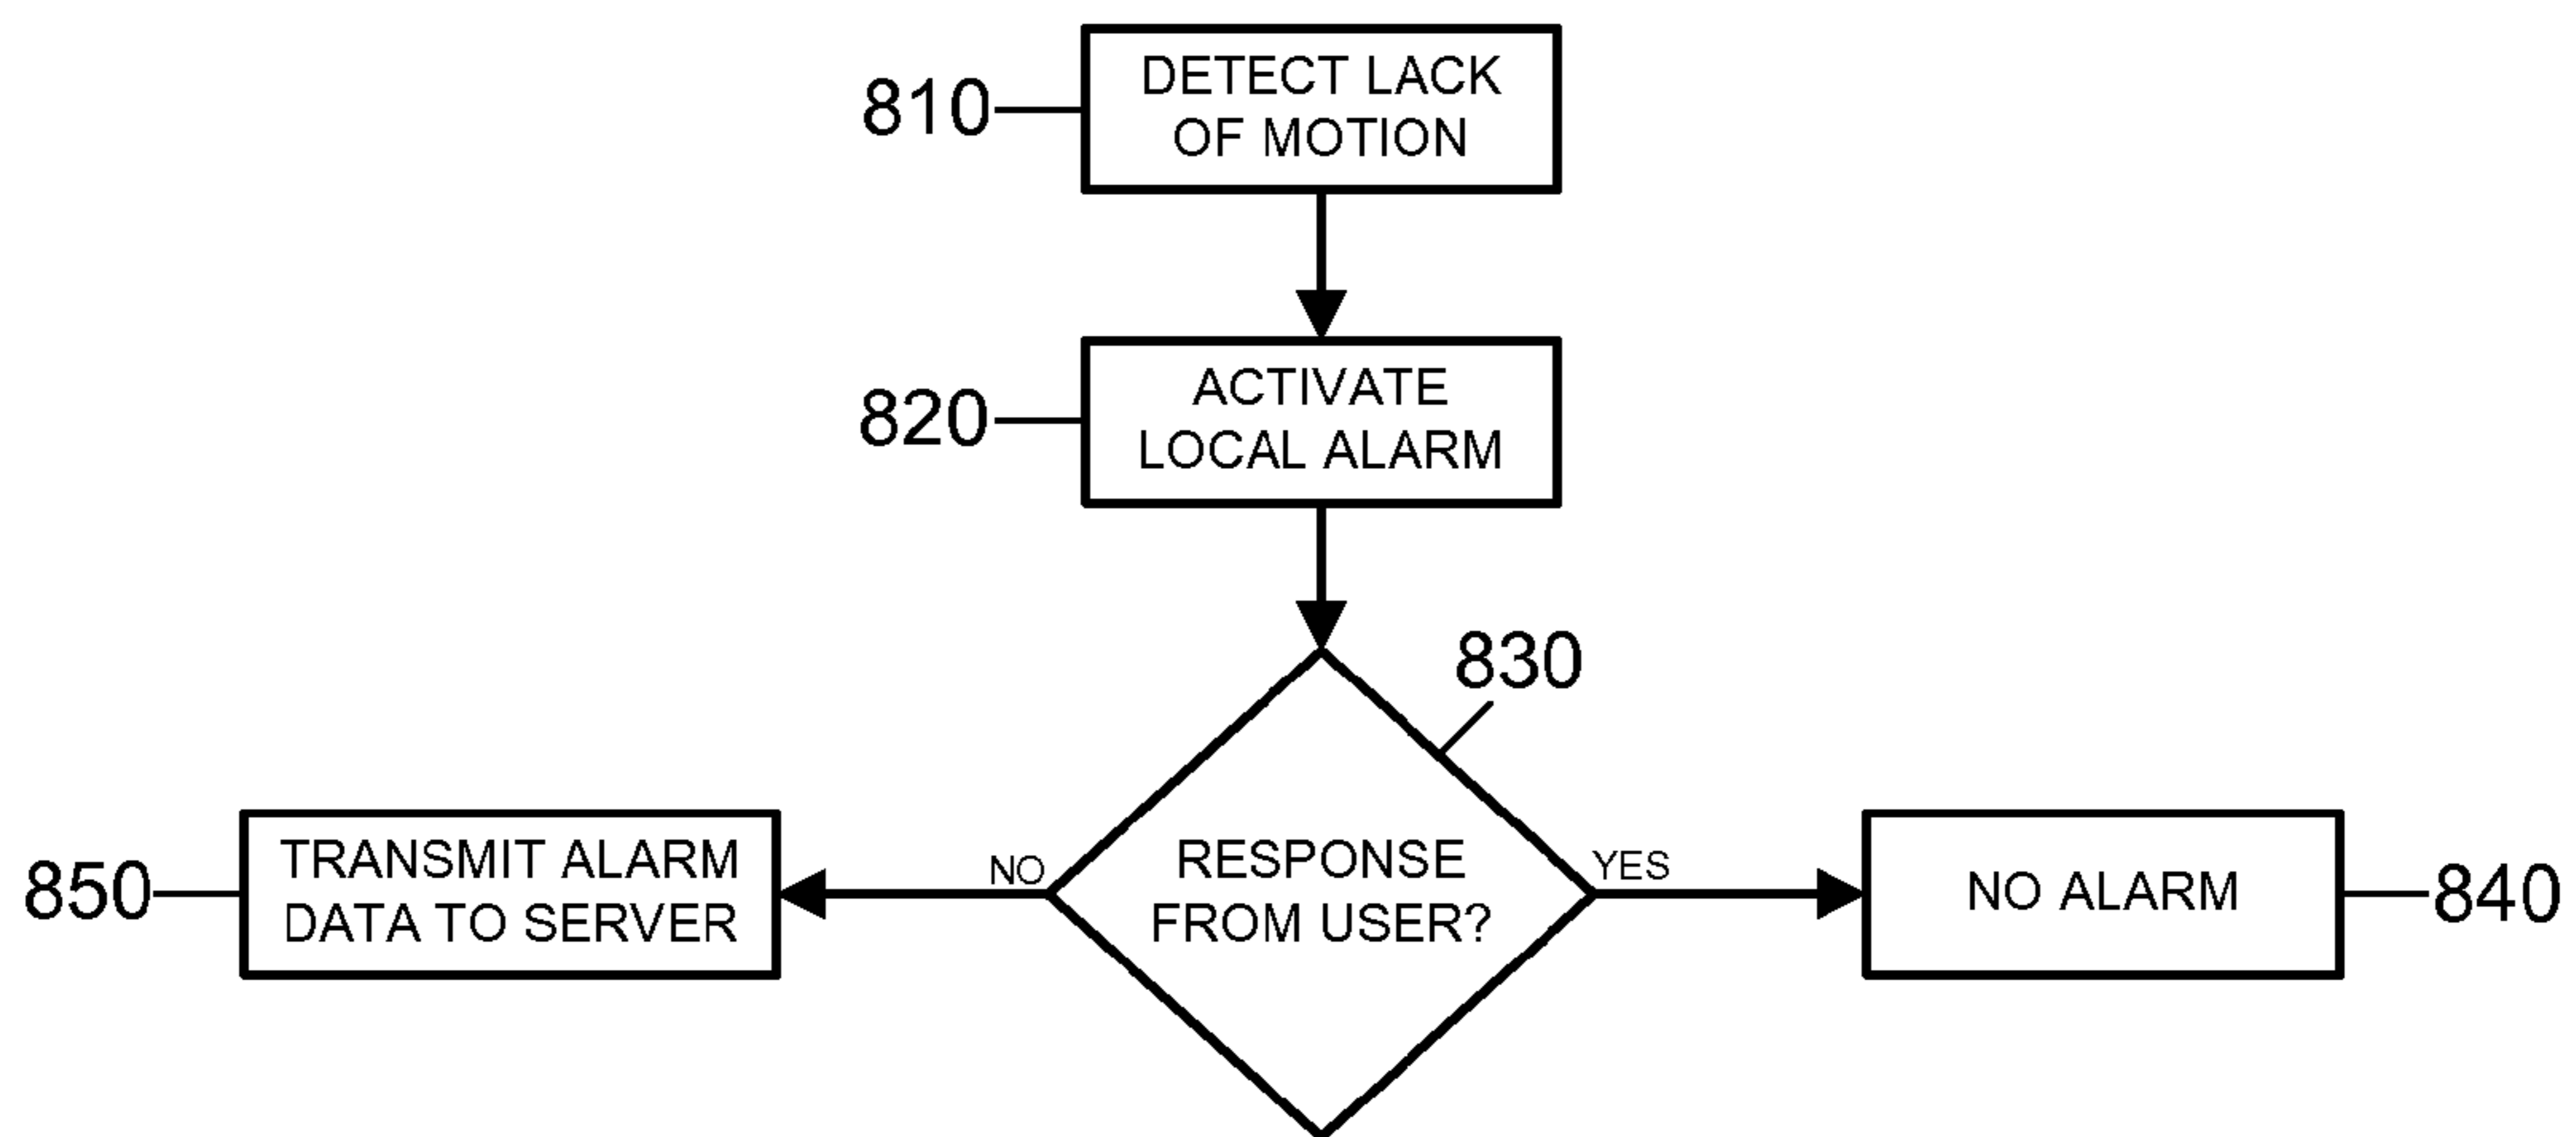 810
DETECT LACK
OF MOTION
820
ACTIVATE
LOCAL ALARM
830
850
TRANSMIT ALARM
DATA TO SERVER
NO
RESPONSE
FROM USER?
YES
NO ALARM
840